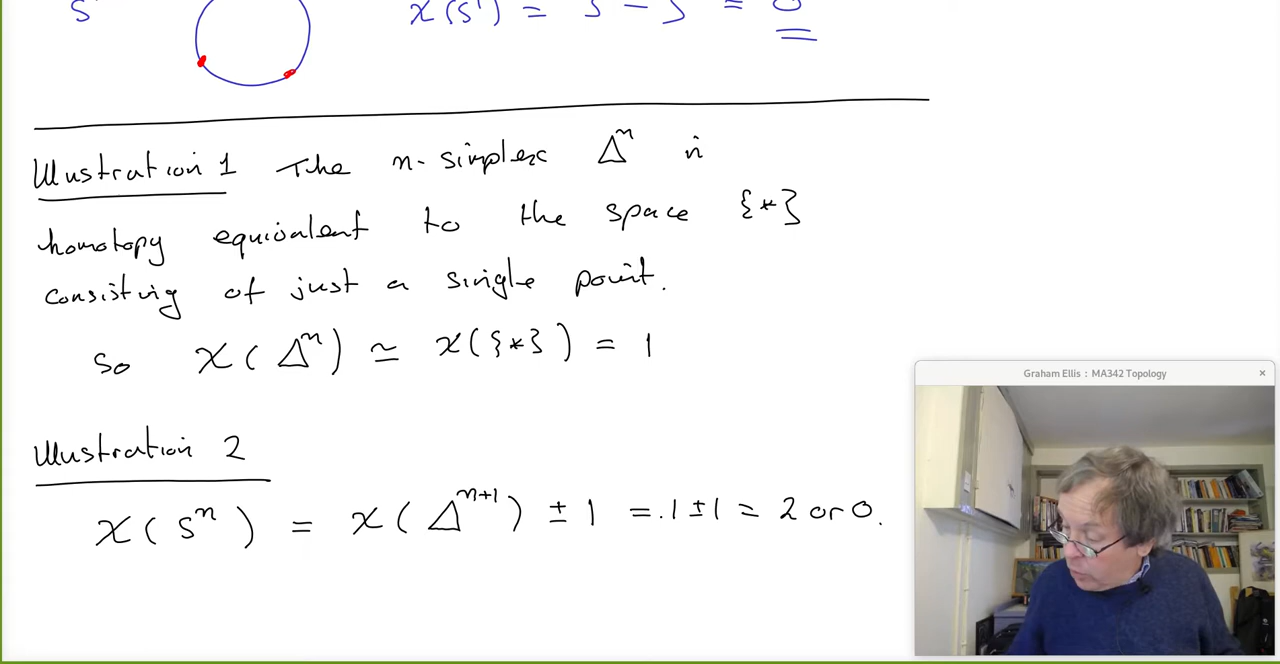 S¹ χ(S¹) = 3 − 3 = 0
Illustration 1 The n-simplex Δⁿ is
homotopy equivalent to the space {*}
consisting of just a single point.
So χ(Δⁿ) ≃ χ({*}) = 1
Graham Ellis : MA342 Topology
Illustration 2
χ(Sⁿ) = χ(Δⁿ⁺¹) ± 1 = 1 ± 1 = 2 or 0.